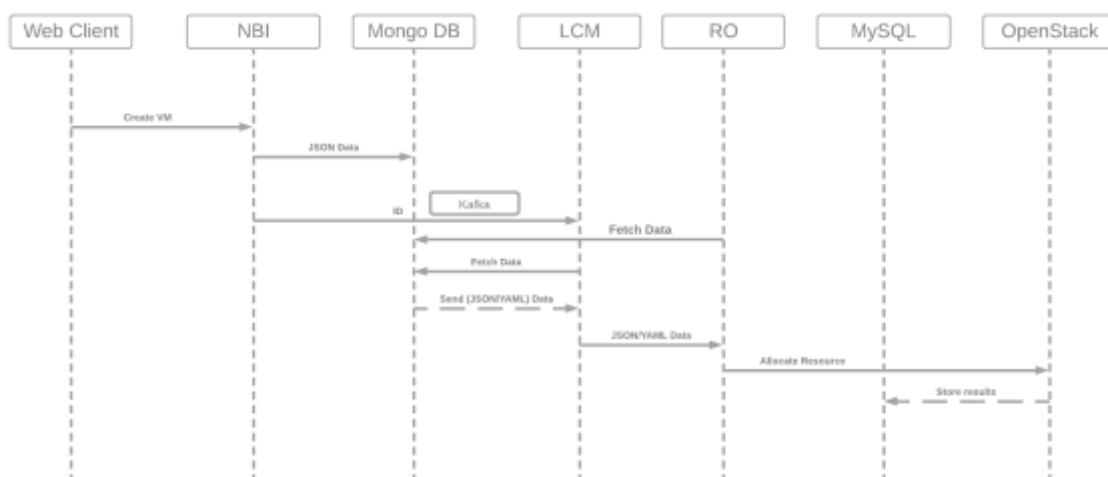 Web Client
NBI
Mongo DB
LCM
RO
MySQL
OpenStack
Create VM
JSON Data
Kafka
ID
Fetch Data
Fetch Data
Send (JSON/YAML) Data
JSON/YAML Data
Allocate Resource
Store results